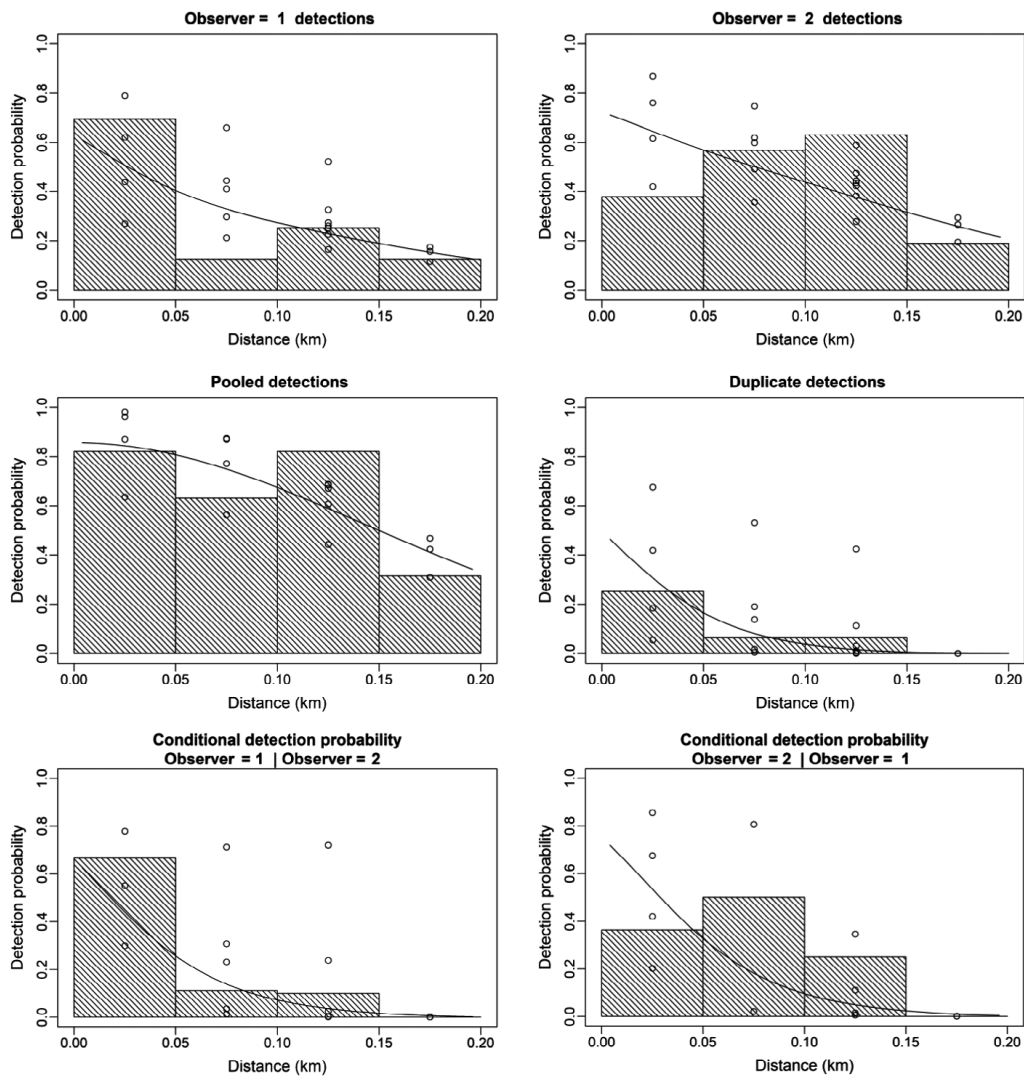 Observer = 1 detections
Detection probability
1.0
0.8
0.6
0.4
0.2
0.0
0.00 0.05 0.10 0.15 0.20
Distance (km)
Observer = 2 detections
Detection probability
1.0
0.8
0.6
0.4
0.2
0.0
0.00 0.05 0.10 0.15 0.20
Distance (km)
Pooled detections
Detection probability
1.0
0.8
0.6
0.4
0.2
0.0
0.00 0.05 0.10 0.15 0.20
Distance (km)
Duplicate detections
Detection probability
1.0
0.8
0.6
0.4
0.2
0.0
0.00 0.05 0.10 0.15 0.20
Distance (km)
Conditional detection probability
Observer = 1 | Observer = 2
Detection probability
1.0
0.8
0.6
0.4
0.2
0.0
0.00 0.05 0.10 0.15 0.20
Distance (km)
Conditional detection probability
Observer = 2 | Observer = 1
Detection probability
1.0
0.8
0.6
0.4
0.2
0.0
0.00 0.05 0.10 0.15 0.20
Distance (km)